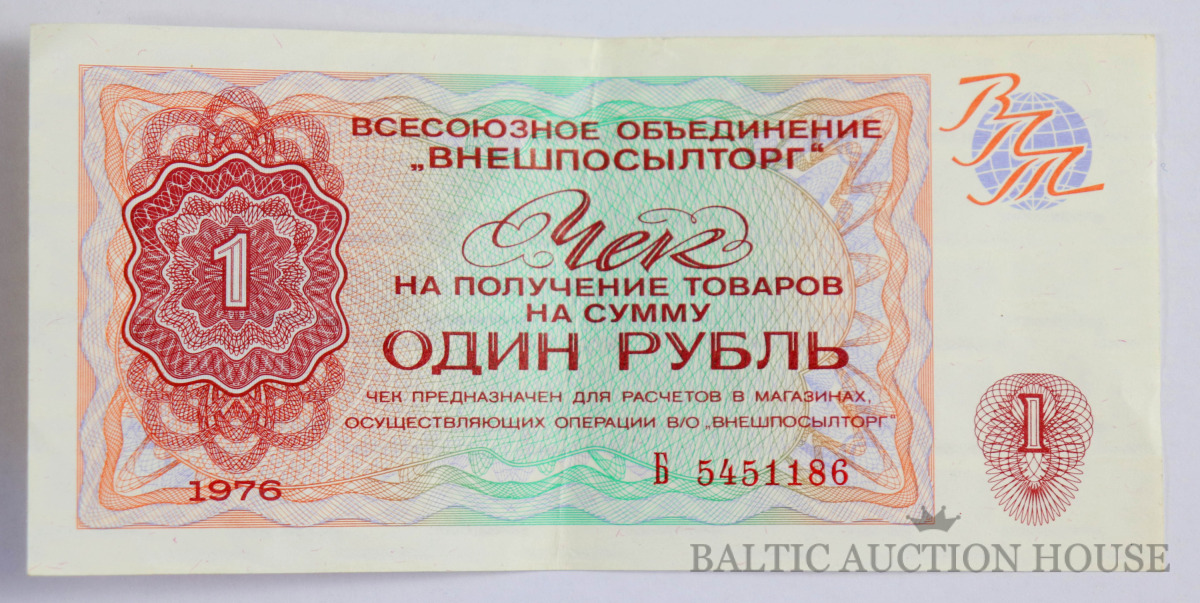 ВСЕСОЮЗНОЕ ОБЪЕДИНЕНИЕ
„ВНЕШПОСЫЛТОРГ“
ВПТ
Чек
НА ПОЛУЧЕНИЕ ТОВАРОВ
НА СУММУ
ОДИН РУБЛЬ
1
ЧЕК ПРЕДНАЗНАЧЕН ДЛЯ РАСЧЕТОВ В МАГАЗИНАХ,
ОСУЩЕСТВЛЯЮЩИХ ОПЕРАЦИИ В/О „ВНЕШПОСЫЛТОРГ“
1
Б 5451186
1976
BALTIC AUCTION HOUSE